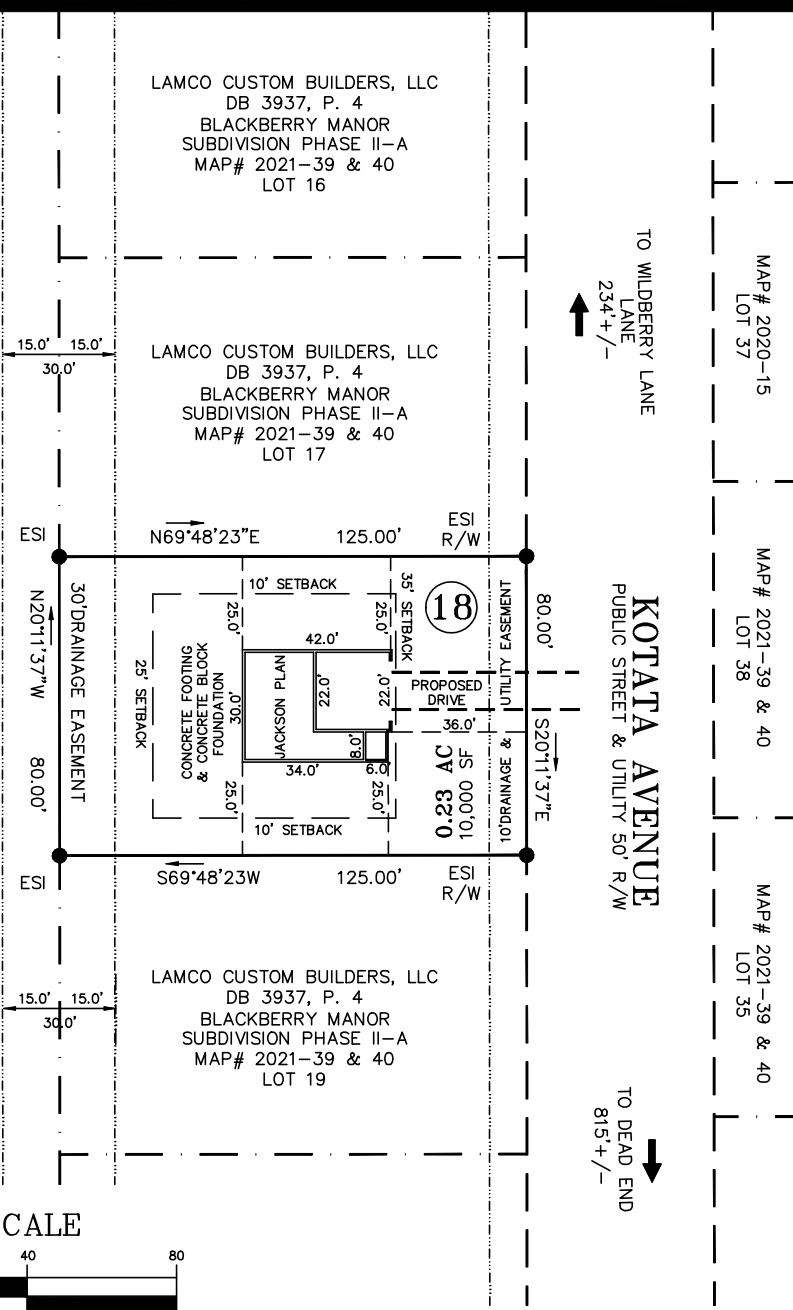 LAMCO CUSTOM BUILDERS, LLC
DB 3937, P. 4
BLACKBERRY MANOR
SUBDIVISION PHASE II-A
MAP# 2021-39 & 40
LOT 16
TO WILDBERRY LANE
LANE
234'+/-
MAP# 2020-15
LOT 37
15.0' 15.0'
30.0'
LAMCO CUSTOM BUILDERS, LLC
DB 3937, P. 4
BLACKBERRY MANOR
SUBDIVISION PHASE II-A
MAP# 2021-39 & 40
LOT 17
ESI
N69°48'23"E
125.00'
ESI
R/W
MAP# 2021-39 & 40
LOT 38
KOTATA AVENUE
PUBLIC STREET & UTILITY 50' R/W
80.00'
S20°11'37"E
10'DRAINAGE & UTILITY EASEMENT
18
35' SETBACK
10' SETBACK
25.0'
25.0'
42.0'
PROPOSED
DRIVE
22.0'
22.0'
JACKSON PLAN
30.0'
36.0'
8.0'
34.0'
6.0'
25.0'
25.0'
0.23 AC
10,000 SF
CONCRETE FOOTING
& CONCRETE BLOCK
FOUNDATION
25' SETBACK
10' SETBACK
30'DRAINAGE EASEMENT
N20°11'37"W
80.00'
ESI
S69°48'23W
125.00'
ESI
R/W
MAP# 2021-39 & 40
LOT 35
15.0' 15.0'
30.0'
LAMCO CUSTOM BUILDERS, LLC
DB 3937, P. 4
BLACKBERRY MANOR
SUBDIVISION PHASE II-A
MAP# 2021-39 & 40
LOT 19
TO DEAD END
815'+/-
CALE
40 80